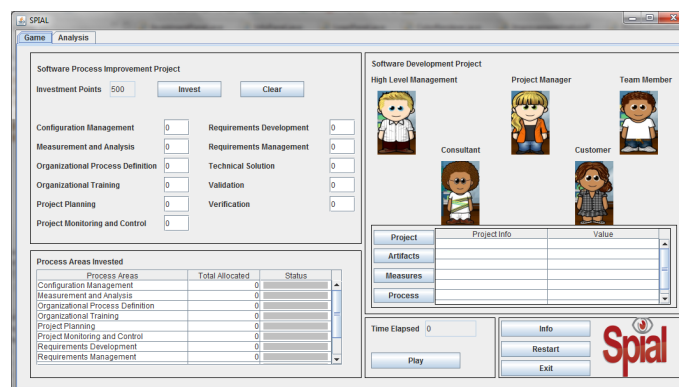 SPIAL
Game Analysis
Software Process Improvement Project
Investment Points 500 Invest Clear
Configuration Management 0 Requirements Development 0
Measurement and Analysis 0 Requirements Management 0
Organizational Process Definition 0 Technical Solution 0
Organizational Training 0 Validation 0
Project Planning 0 Verification 0
Project Monitoring and Control 0
Process Areas Invested
Process Areas Total Allocated Status
Configuration Management 0
Measurement and Analysis 0
Organizational Process Definition 0
Organizational Training 0
Project Planning 0
Project Monitoring and Control 0
Requirements Development 0
Requirements Management 0
Software Development Project
High Level Management Project Manager Team Member
Consultant Customer
Project Project Info Value
Artifacts
Measures
Process
Time Elapsed 0
Play
Info
Restart
Exit
Spial